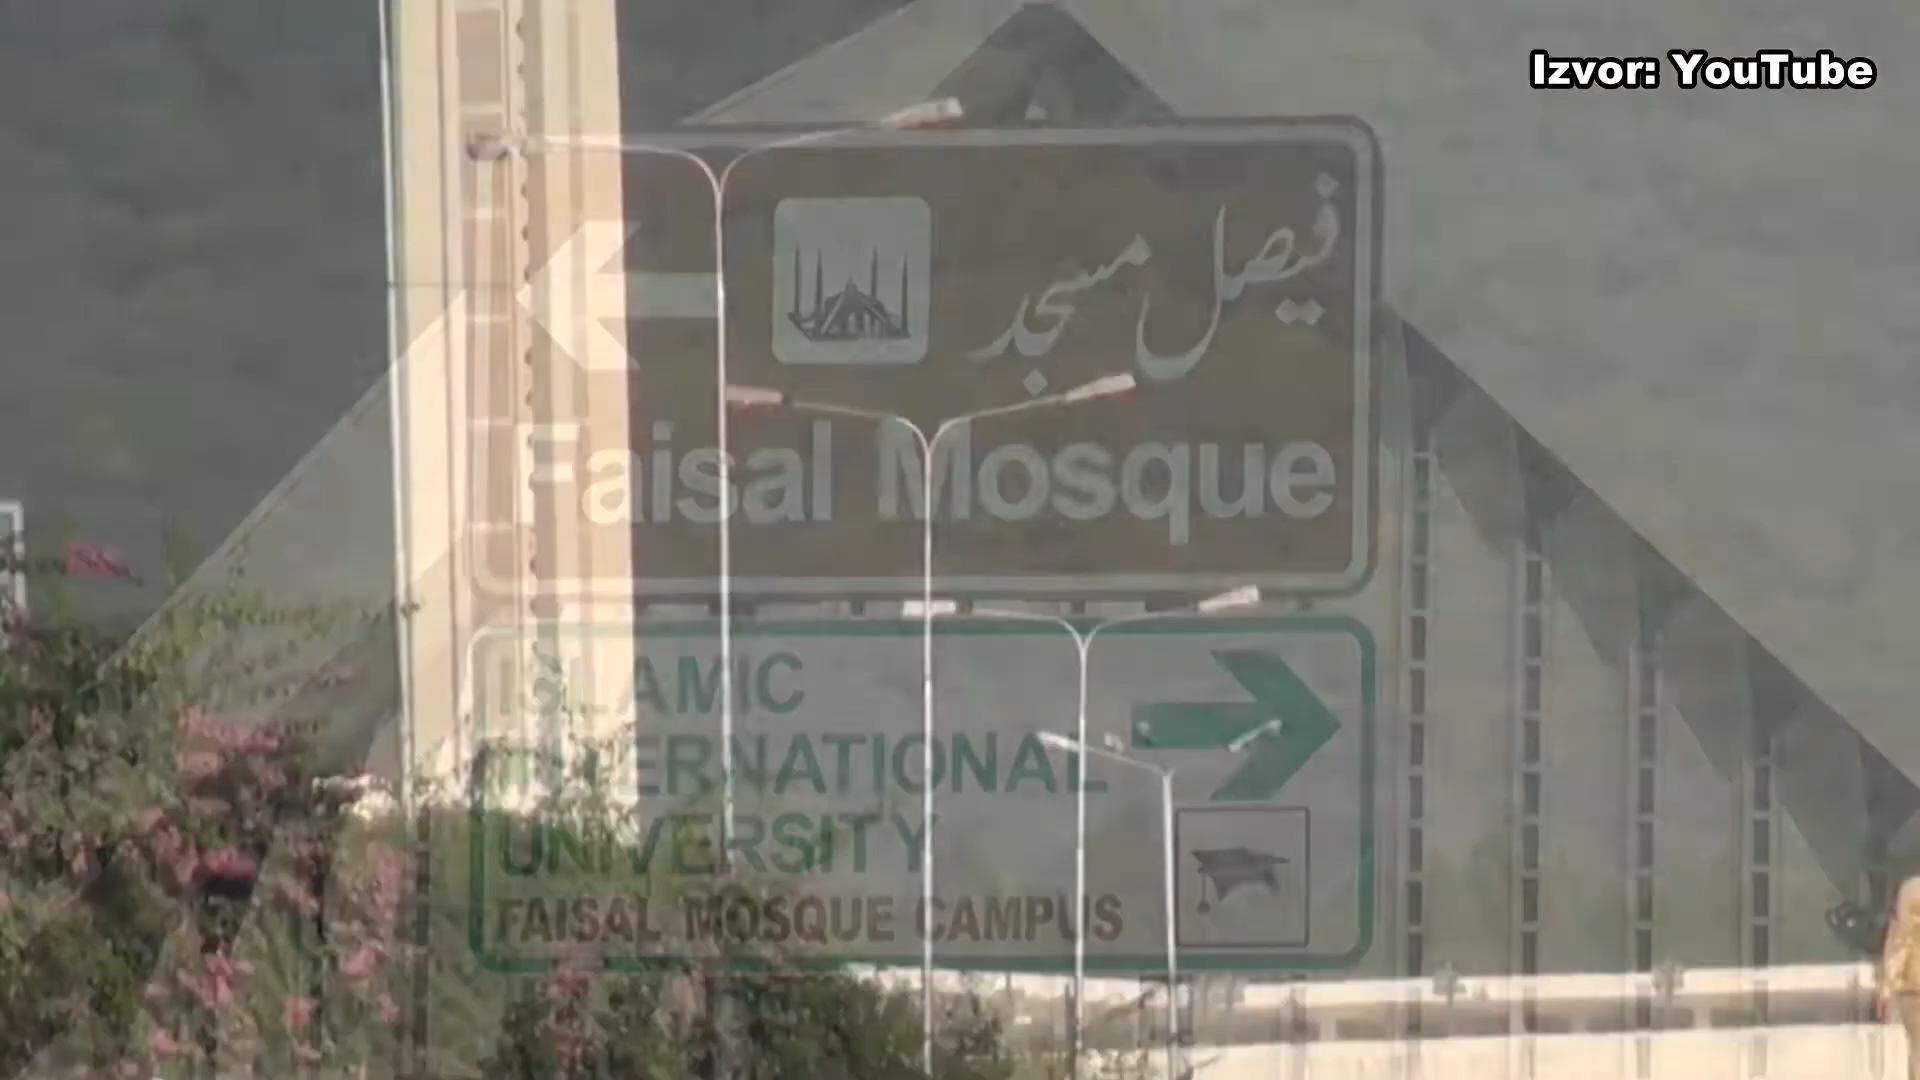 Izvor: YouTube
فیصل مسجد
Faisal Mosque
ISLAMIC
INTERNATIONAL
UNIVERSITY
FAISAL MOSQUE CAMPUS